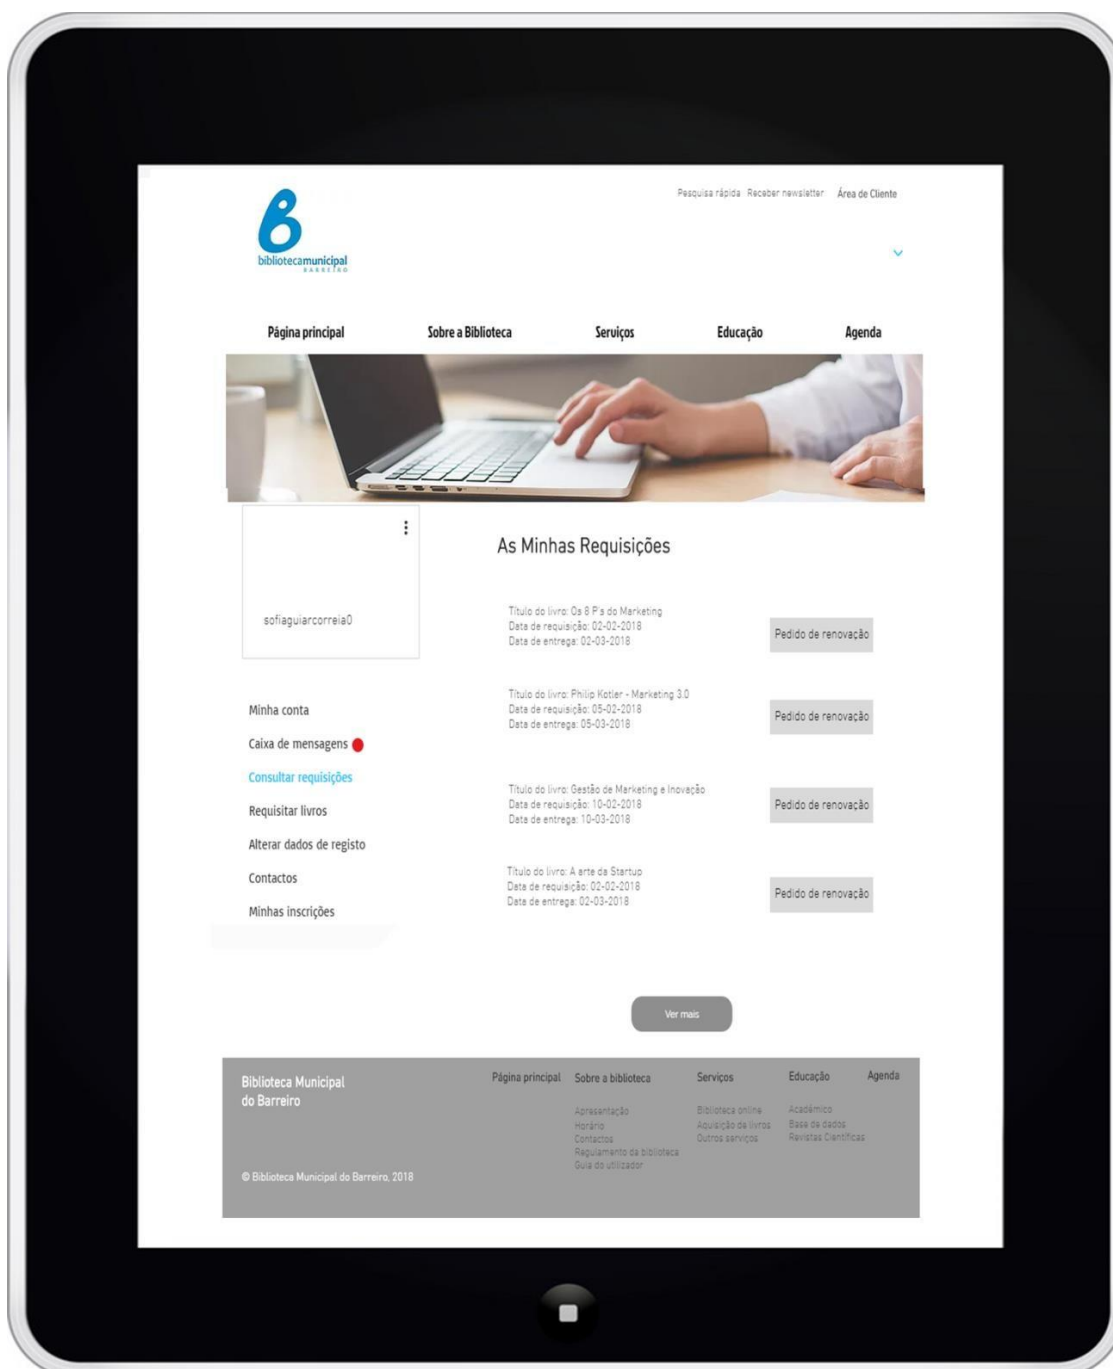 Pesquisa rápida Receber newsletter Área de Cliente
bibliotecamunicipal
BARREIRO
Página principal Sobre a Biblioteca Serviços Educação Agenda
sofiaguiarcorreia0
Minha conta
Caixa de mensagens
Consultar requisições
Requisitar livros
Alterar dados de registo
Contactos
Minhas inscrições
As Minhas Requisições
Título do livro: Os 8 P's do Marketing
Data de requisição: 02-02-2018
Data de entrega: 02-03-2018
Pedido de renovação
Título do livro: Philip Kotler - Marketing 3.0
Data de requisição: 05-02-2018
Data de entrega: 05-03-2018
Pedido de renovação
Título do livro: Gestão de Marketing e Inovação
Data de requisição: 10-02-2018
Data de entrega: 10-03-2018
Pedido de renovação
Título do livro: A arte da Startup
Data de requisição: 02-02-2018
Data de entrega: 02-03-2018
Pedido de renovação
Ver mais
Biblioteca Municipal
do Barreiro
© Biblioteca Municipal do Barreiro, 2018
Página principal
Sobre a biblioteca
Apresentação
Horário
Contactos
Regulamento da biblioteca
Guia do utilizador
Serviços
Biblioteca online
Aquisição de livros
Outros serviços
Educação
Académico
Base de dados
Revistas Científicas
Agenda